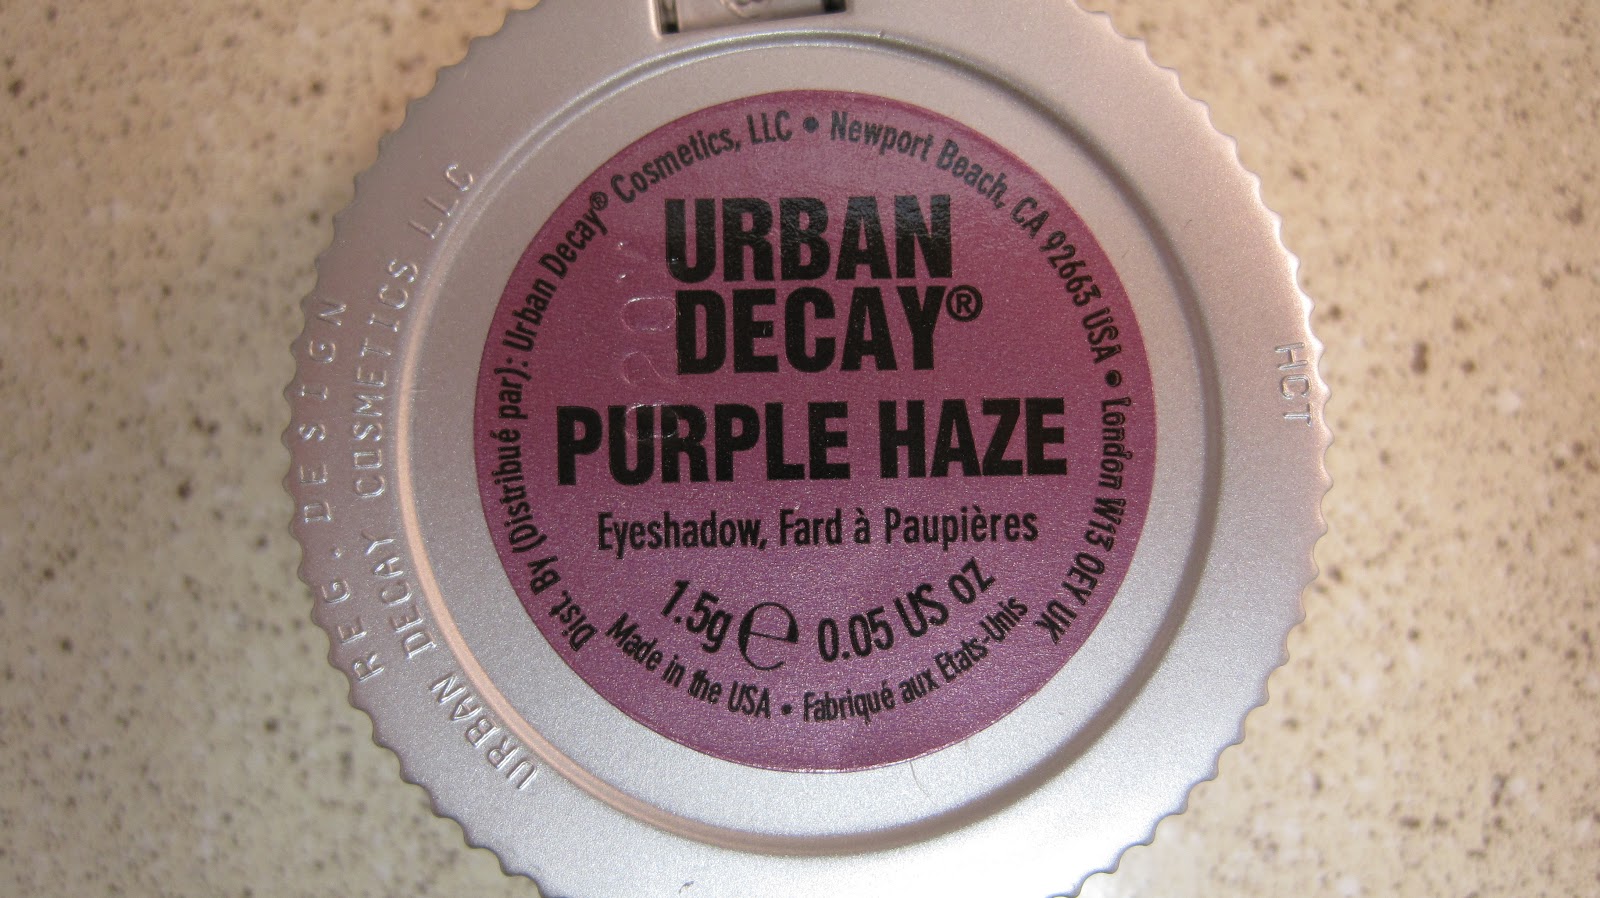 Dist. By (Distribué par): Urban Decay® Cosmetics, LLC • Newport Beach, CA 92663 USA • London W13 OEY UK
URBAN
DECAY®
PURPLE HAZE
Eyeshadow, Fard à Paupières
1.5g ℮ 0.05 US oz
Made in the USA • Fabriqué aux Etats-Unis
REG. DESIGN
URBAN DECAY COSMETICS LLC
HCT